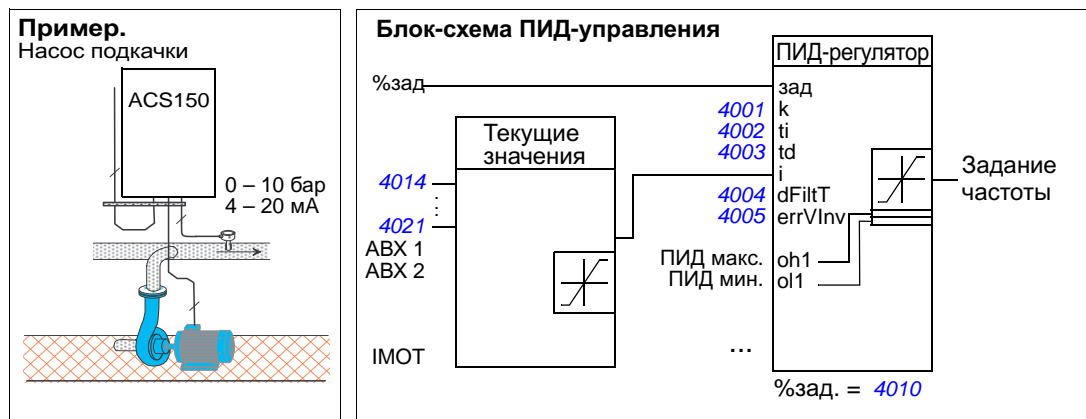 Пример.
Насос подкачки
ACS150
0 – 10 бар
4 – 20 мА
Блок-схема ПИД-управления
%зад
Текущие
значения
4014
4021
АВХ 1
АВХ 2
IMOT
ПИД-регулятор
зад
4001 k
4002 ti
4003 td
i
4004 dFiltT
4005 errVInv
ПИД макс. oh1
ПИД мин. ol1
...
%зад. = 4010
Задание
частоты